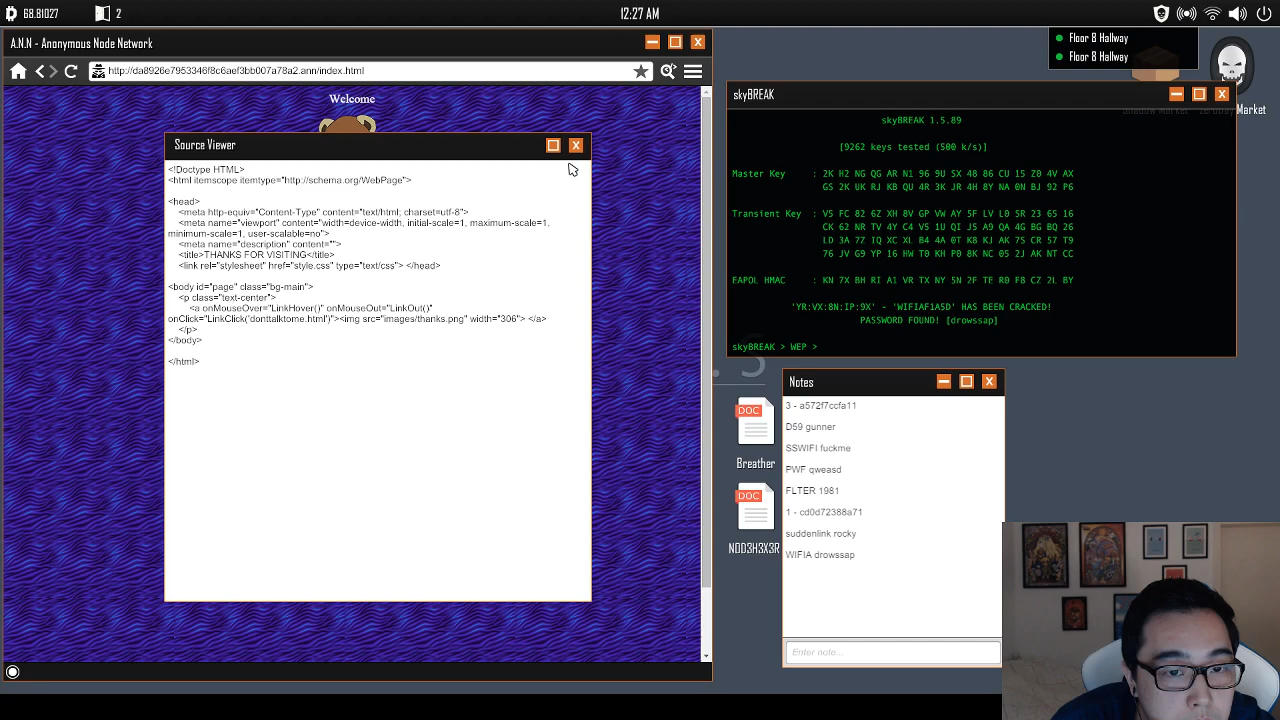 68.81027
2
12:27 AM
Floor 8 Hallway
Floor 8 Hallway
A.N.N - Anonymous Node Network
http://da8926e7953346f8c6aef3bb007a78a2.ann/index.html
Welcome
Source Viewer
<!Doctype HTML>
<html itemscope itemtype="http://schema.org/WebPage">
<head>
<meta http-equiv="Content-Type" content="text/html; charset=utf-8">
<meta name="viewport" content="width=device-width, initial-scale=1, maximum-scale=1,
minimum-scale=1, user-scalable=no">
<meta name="description" content="">
<title>THANKS FOR VISITING</title>
<link rel="stylesheet" href="style.css" type="text/css"> </head>
<body id="page" class="bg-main">
<p class="text-center">
<a onMouseOver="LinkHover()" onMouseOut="LinkOut()"
onClick="LinkClick('donttalktome.html')"><img src="images/thanks.png" width="306"> </a>
</p>
</body>
</html>
Shadow Market
ZeroDay Market
skyBREAK
skyBREAK 1.5.89
[9262 keys tested (500 k/s)]
Master Key : 2K H2 NG QG AR N1 96 9U SX 48 86 CU 15 Z0 4V AX
GS 2K UK RJ KB QU 4R 3K JR 4H 8Y NA 0N BJ 92 P6
Transient Key : V5 FC 82 6Z XH 8V GP VW AY 5F LV L0 5R 23 65 16
CK 62 NR TV 4Y C4 V5 1U QI JS A9 QA 4G BG BQ 26
LD 3A 77 IQ XC XL B4 4A 0T K8 KJ AK 75 CR 57 T9
76 JV G9 YP 16 HW T0 KH P0 8K NC 05 2J AK NT CC
EAPOL HMAC : KN 7X BH RI A1 VR TX NY 5N 2F TE R0 F8 CZ 2L BY
'YR:VX:8N:IP:9X' - 'WIFIAF1A5D' HAS BEEN CRACKED!
PASSWORD FOUND! [drowssap]
skyBREAK > WEP >
.5
DOC
Breather
DOC
N0D3H3X3R
Notes
3 - a572f7ccfa11
D59 gunner
SSWIFI fuckme
PWF qweasd
FLTER 1981
1 - cd0d72388a71
suddenlink rocky
WIFIA drowssap
Enter note...